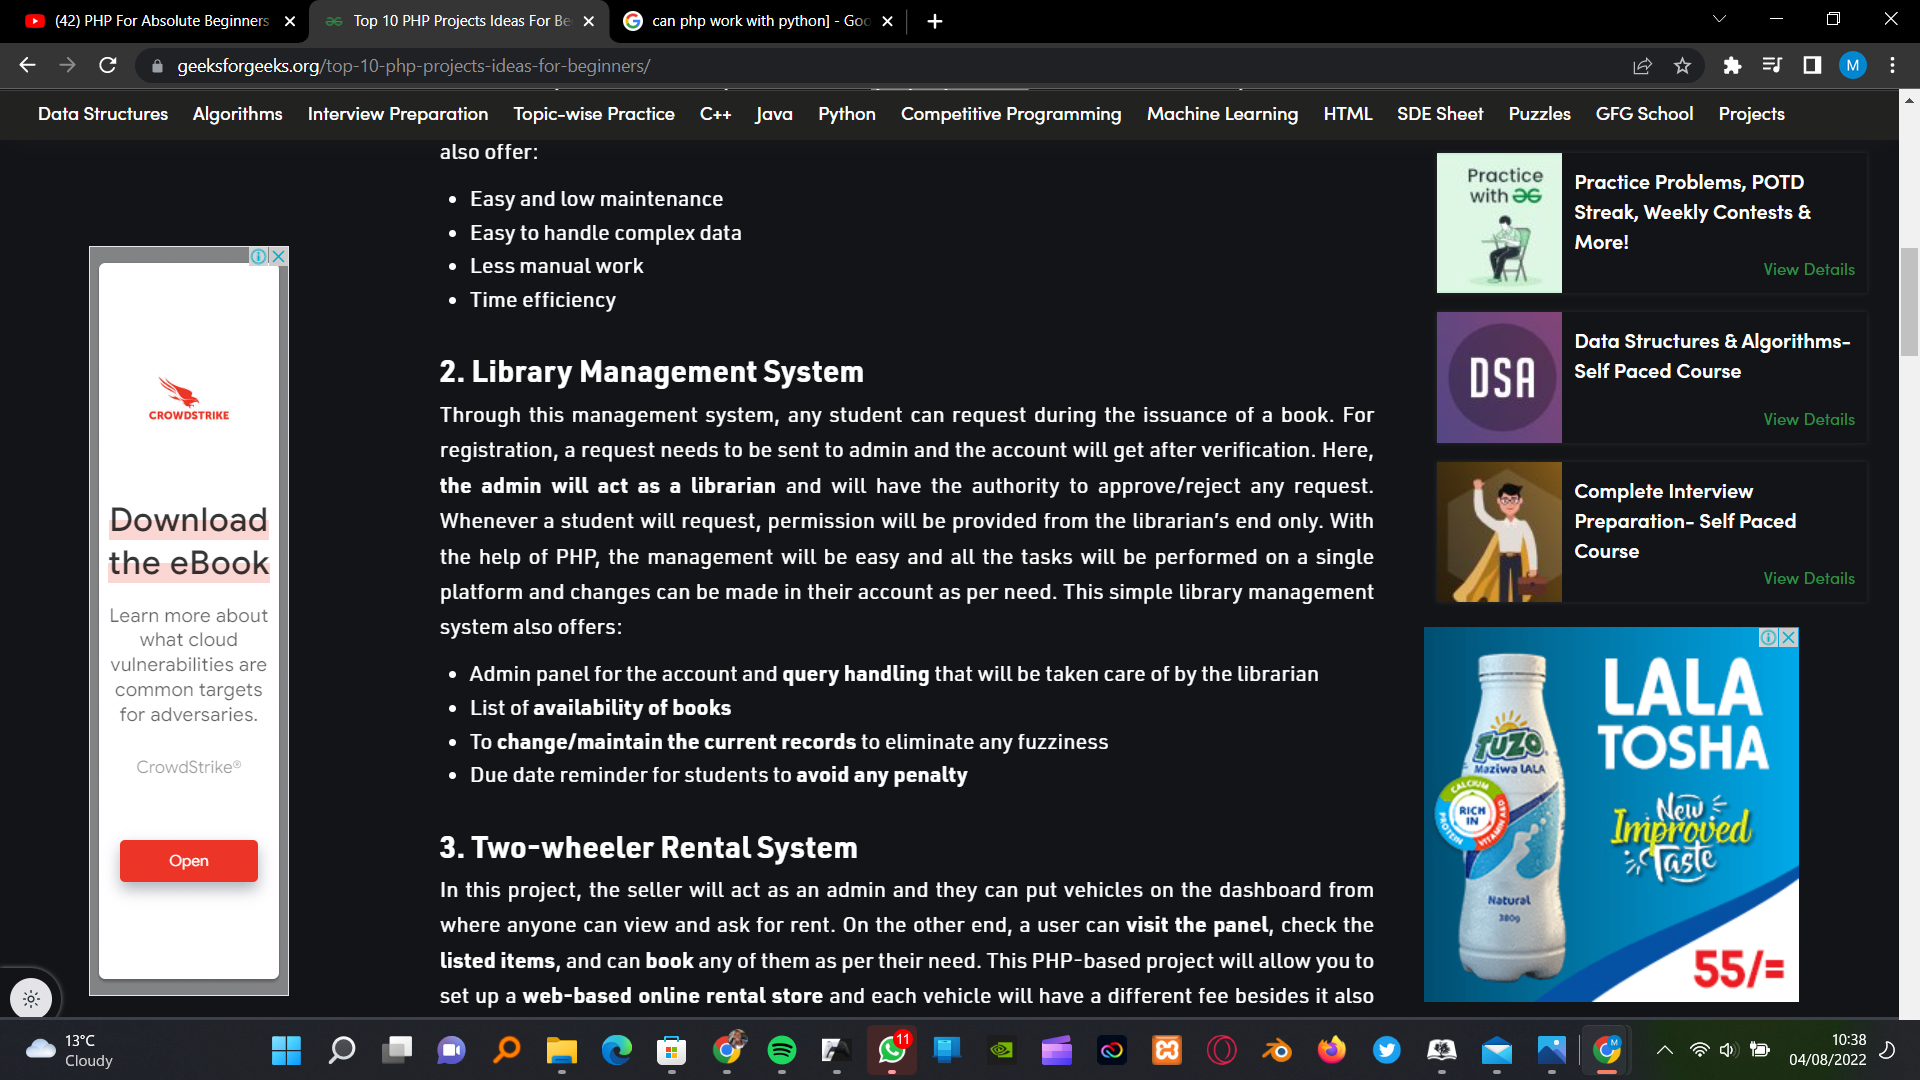 (42) PHP For Absolute Beginners
Top 10 PHP Projects Ideas For Be
can php work with python] - Goo
geeksforgeeks.org/top-10-php-projects-ideas-for-beginners/
M
Data Structures Algorithms Interview Preparation Topic-wise Practice C++ Java Python Competitive Programming Machine Learning HTML SDE Sheet Puzzles GFG School Projects
also offer:
• Easy and low maintenance
• Easy to handle complex data
• Less manual work
• Time efficiency
2. Library Management System
Through this management system, any student can request during the issuance of a book. For
registration, a request needs to be sent to admin and the account will get after verification. Here,
the admin will act as a librarian and will have the authority to approve/reject any request.
Whenever a student will request, permission will be provided from the librarian's end only. With
the help of PHP, the management will be easy and all the tasks will be performed on a single
platform and changes can be made in their account as per need. This simple library management
system also offers:
• Admin panel for the account and query handling that will be taken care of by the librarian
• List of availability of books
• To change/maintain the current records to eliminate any fuzziness
• Due date reminder for students to avoid any penalty
3. Two-wheeler Rental System
In this project, the seller will act as an admin and they can put vehicles on the dashboard from
where anyone can view and ask for rent. On the other end, a user can visit the panel, check the
listed items, and can book any of them as per their need. This PHP-based project will allow you to
set up a web-based online rental store and each vehicle will have a different fee besides it also
CROWDSTRIKE
Download
the eBook
Learn more about
what cloud
vulnerabilities are
common targets
for adversaries.
CrowdStrike®
Open
Practice
with
Practice Problems, POTD
Streak, Weekly Contests &
More!
View Details
DSA
Data Structures & Algorithms-
Self Paced Course
View Details
Complete Interview
Preparation- Self Paced
Course
View Details
LALA
TOSHA
TUZO
Maziwa LALA
CALCIUM
RICH
IN
PROTEIN
New
Improved
Taste
Natural
380g
55/=
13°C
Cloudy
11
M
10:38
04/08/2022